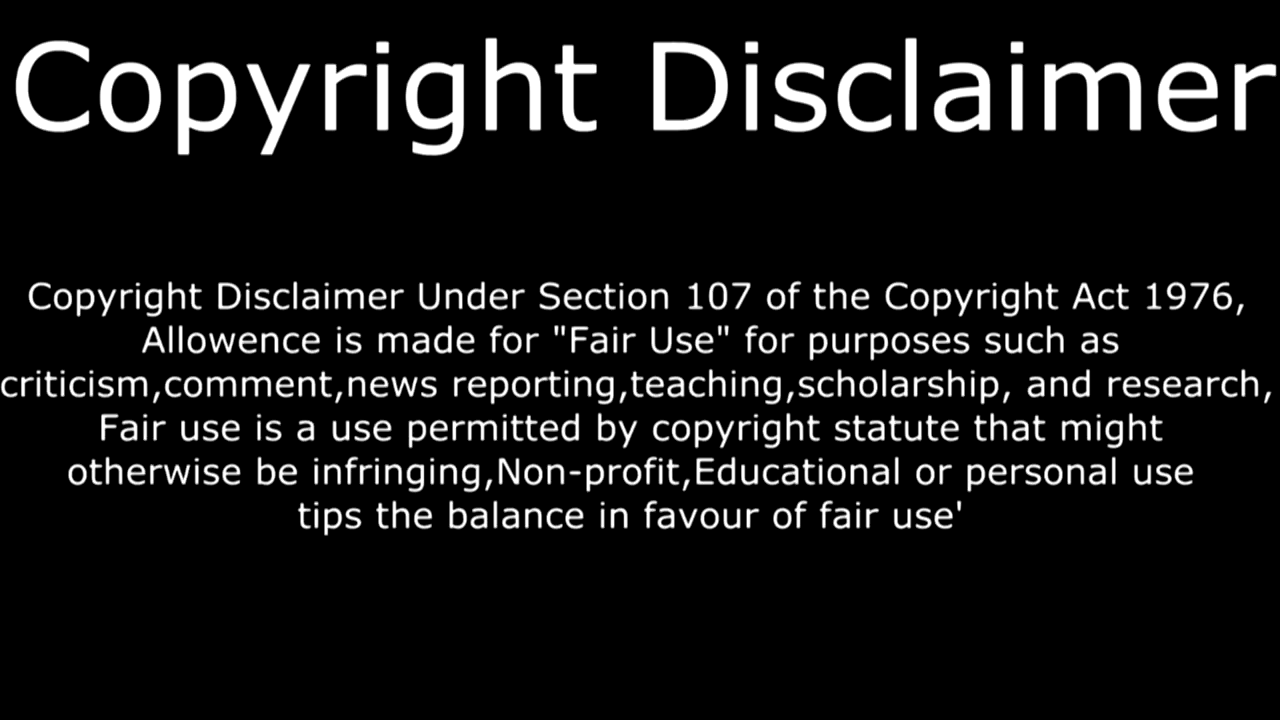 Copyright Disclaimer
Copyright Disclaimer Under Section 107 of the Copyright Act 1976,
Allowence is made for "Fair Use" for purposes such as
criticism,comment,news reporting,teaching,scholarship, and research,
Fair use is a use permitted by copyright statute that might
otherwise be infringing,Non-profit,Educational or personal use
tips the balance in favour of fair use'